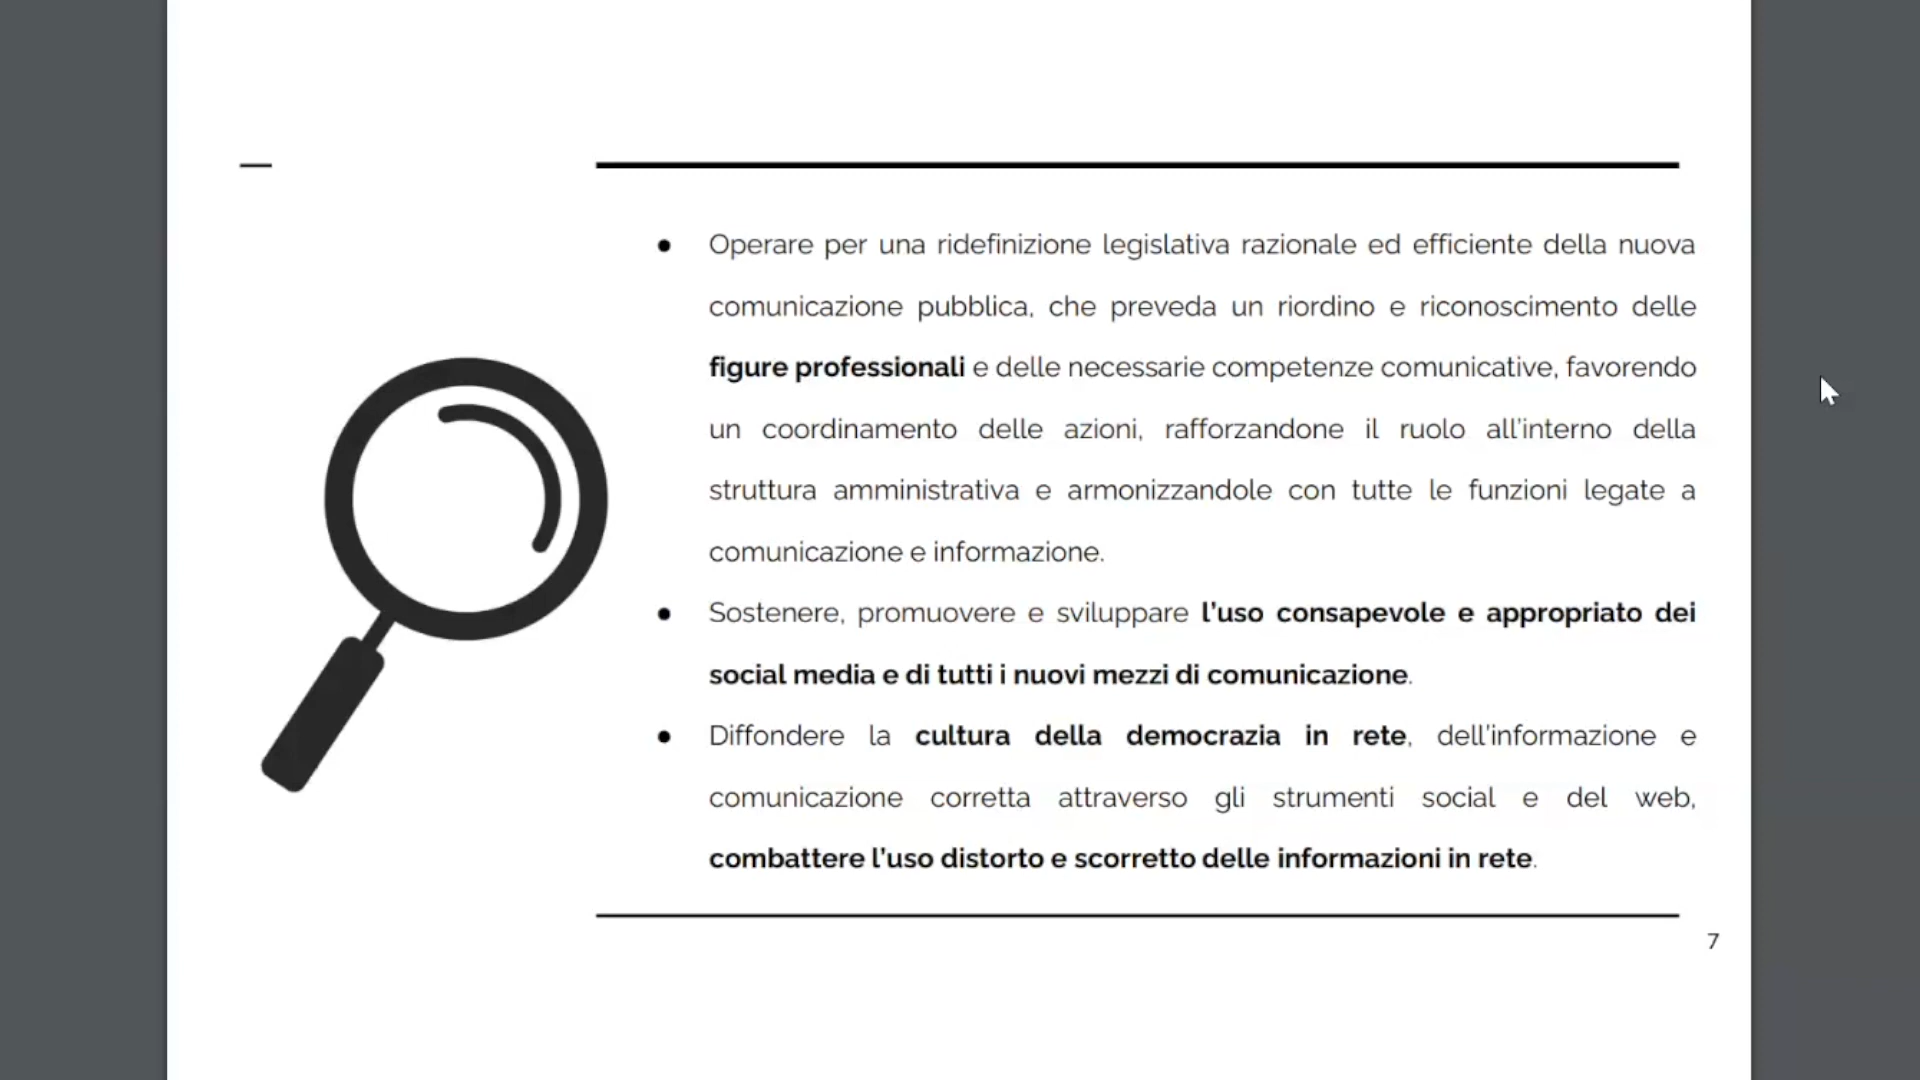 ● Operare per una ridefinizione legislativa razionale ed efficiente della nuova
comunicazione pubblica, che preveda un riordino e riconoscimento delle
figure professionali e delle necessarie competenze comunicative, favorendo
un coordinamento delle azioni, rafforzandone il ruolo all'interno della
struttura amministrativa e armonizzandole con tutte le funzioni legate a
comunicazione e informazione.
● Sostenere, promuovere e sviluppare l'uso consapevole e appropriato dei
social media e di tutti i nuovi mezzi di comunicazione.
● Diffondere la cultura della democrazia in rete, dell'informazione e
comunicazione corretta attraverso gli strumenti social e del web,
combattere l'uso distorto e scorretto delle informazioni in rete.
7